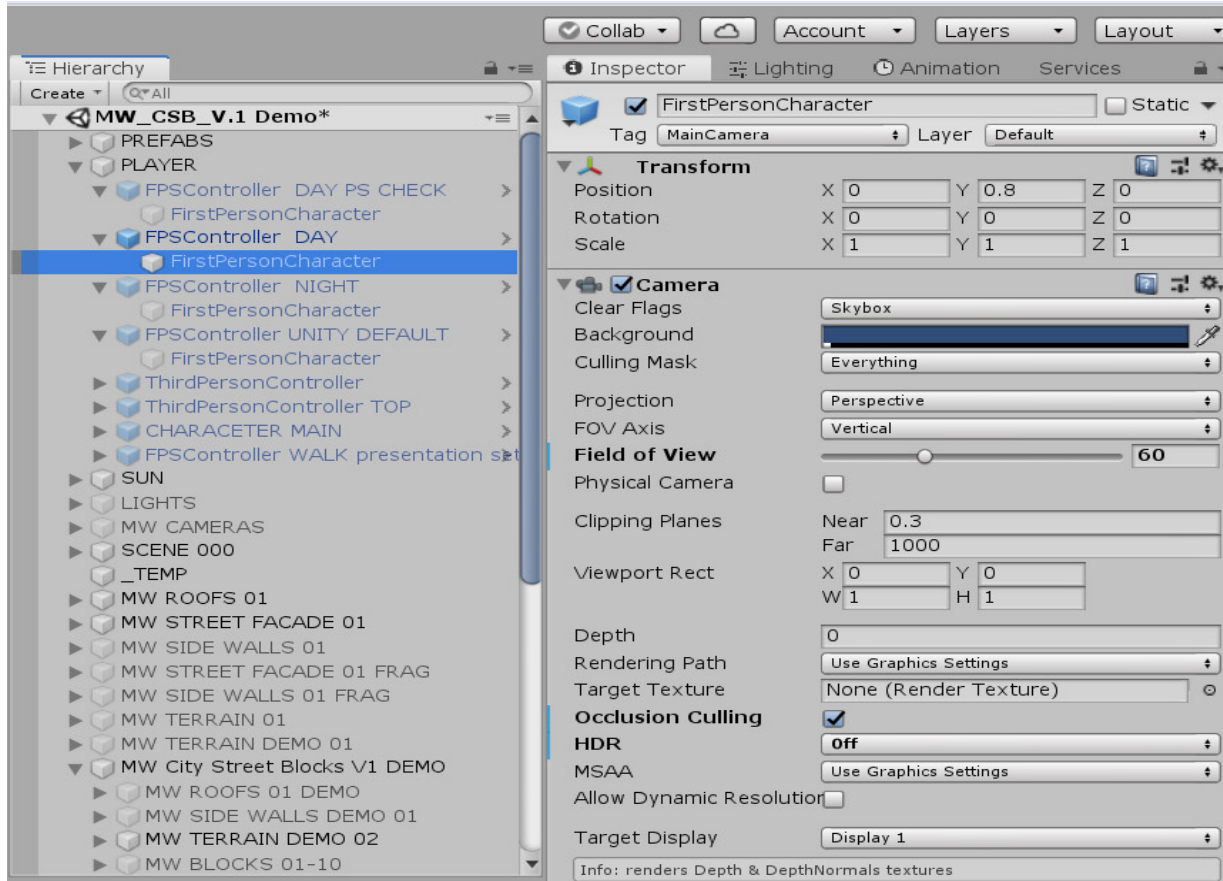 Collab
Account
Layers
Layout
Hierarchy
Create
All
MW_CSB_V.1 Demo*
PREFABS
PLAYER
FPSController DAY PS CHECK
FirstPersonCharacter
FPSController DAY
FirstPersonCharacter
FPSController NIGHT
FirstPersonCharacter
FPSController UNITY DEFAULT
FirstPersonCharacter
ThirdPersonController
ThirdPersonController TOP
CHARACETER MAIN
FPSController WALK presentation set
SUN
LIGHTS
MW CAMERAS
SCENE 000
_TEMP
MW ROOFS 01
MW STREET FACADE 01
MW SIDE WALLS 01
MW STREET FACADE 01 FRAG
MW SIDE WALLS 01 FRAG
MW TERRAIN 01
MW TERRAIN DEMO 01
MW City Street Blocks V1 DEMO
MW ROOFS 01 DEMO
MW SIDE WALLS DEMO 01
MW TERRAIN DEMO 02
MW BLOCKS 01-10
Inspector Lighting Animation Services
FirstPersonCharacter Static
Tag MainCamera Layer Default
Transform
Position X 0 Y 0.8 Z 0
Rotation X 0 Y 0 Z 0
Scale X 1 Y 1 Z 1
Camera
Clear Flags Skybox
Background
Culling Mask Everything
Projection Perspective
FOV Axis Vertical
Field of View 60
Physical Camera
Clipping Planes Near 0.3
Far 1000
Viewport Rect X 0 Y 0
W 1 H 1
Depth 0
Rendering Path Use Graphics Settings
Target Texture None (Render Texture)
Occlusion Culling
HDR Off
MSAA Use Graphics Settings
Allow Dynamic Resolution
Target Display Display 1
Info: renders Depth & DepthNormals textures